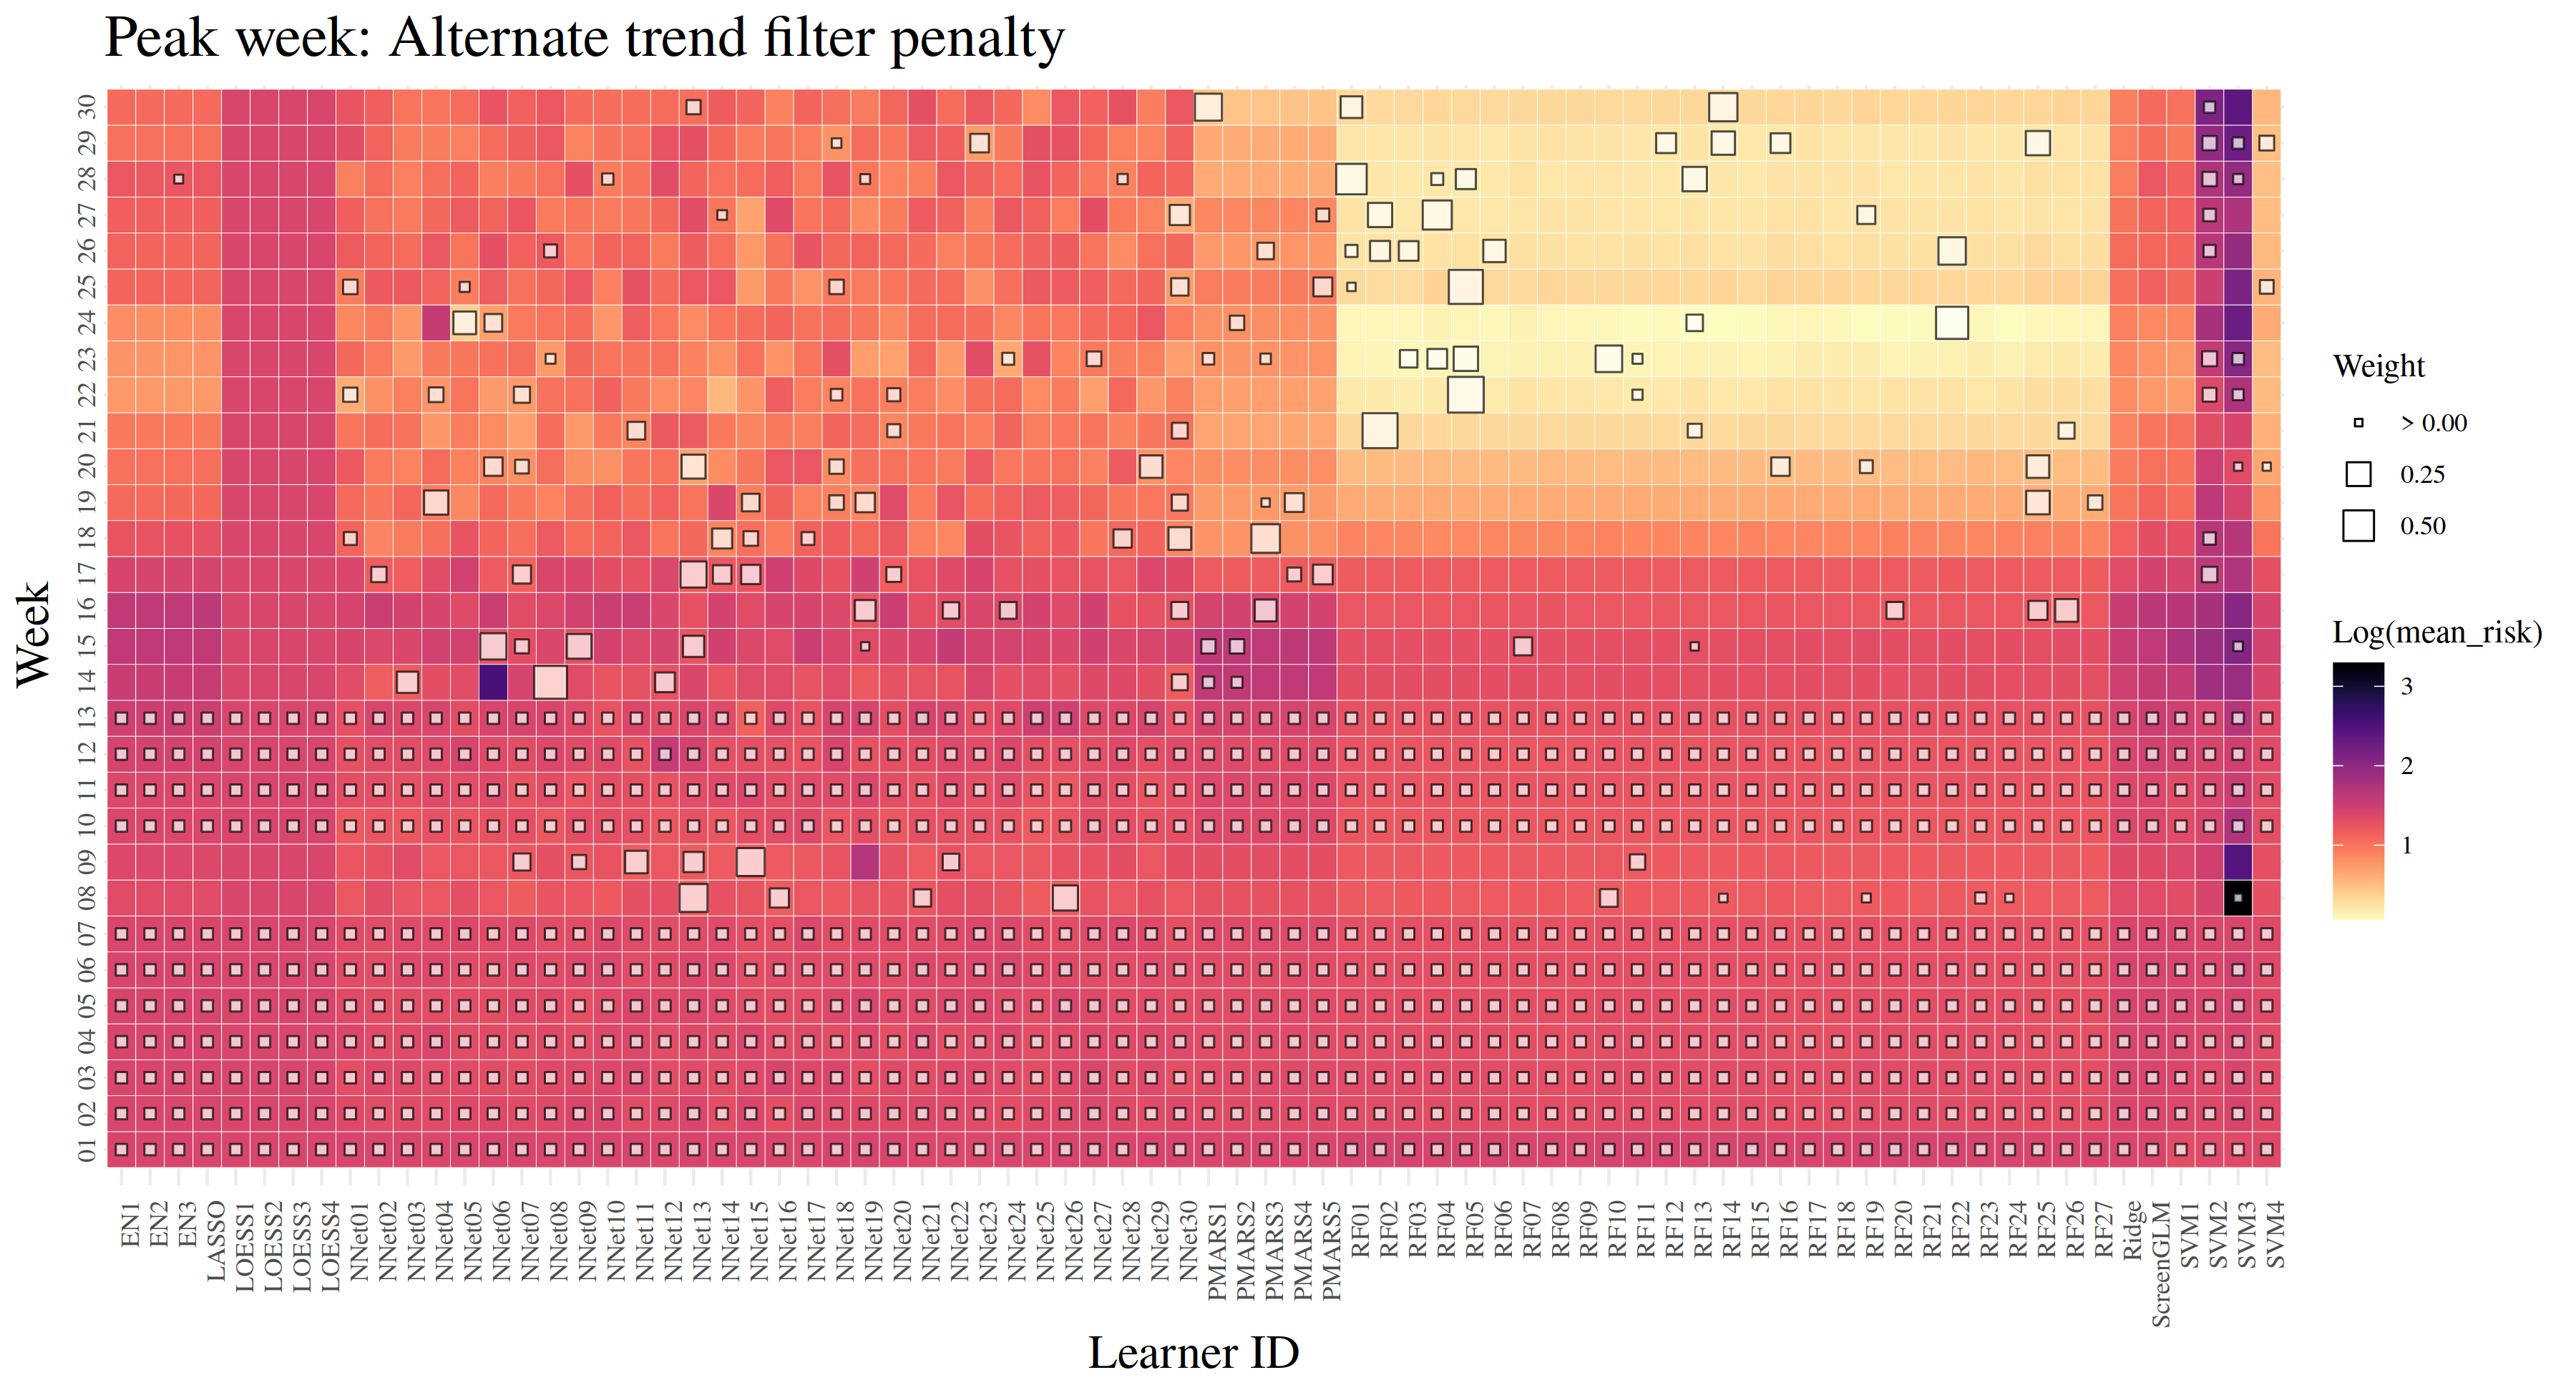 Peak week: Alternate trend filter penalty
Week
30
29
28
27
26
25
24
23
22
21
20
19
18
17
16
15
14
13
12
11
10
09
08
07
06
05
04
03
02
01
EN1
EN2
EN3
LASSO
LOESS1
LOESS2
LOESS3
LOESS4
NNet01
NNet02
NNet03
NNet04
NNet05
NNet06
NNet07
NNet08
NNet09
NNet10
NNet11
NNet12
NNet13
NNet14
NNet15
NNet16
NNet17
NNet18
NNet19
NNet20
NNet21
NNet22
NNet23
NNet24
NNet25
NNet26
NNet27
NNet28
NNet29
NNet30
PMARS1
PMARS2
PMARS3
PMARS4
PMARS5
RF01
RF02
RF03
RF04
RF05
RF06
RF07
RF08
RF09
RF10
RF11
RF12
RF13
RF14
RF15
RF16
RF17
RF18
RF19
RF20
RF21
RF22
RF23
RF24
RF25
RF26
RF27
Ridge
ScreenGLM
SVM1
SVM2
SVM3
SVM4
Learner ID
Weight
> 0.00
0.25
0.50
Log(mean_risk)
3
2
1